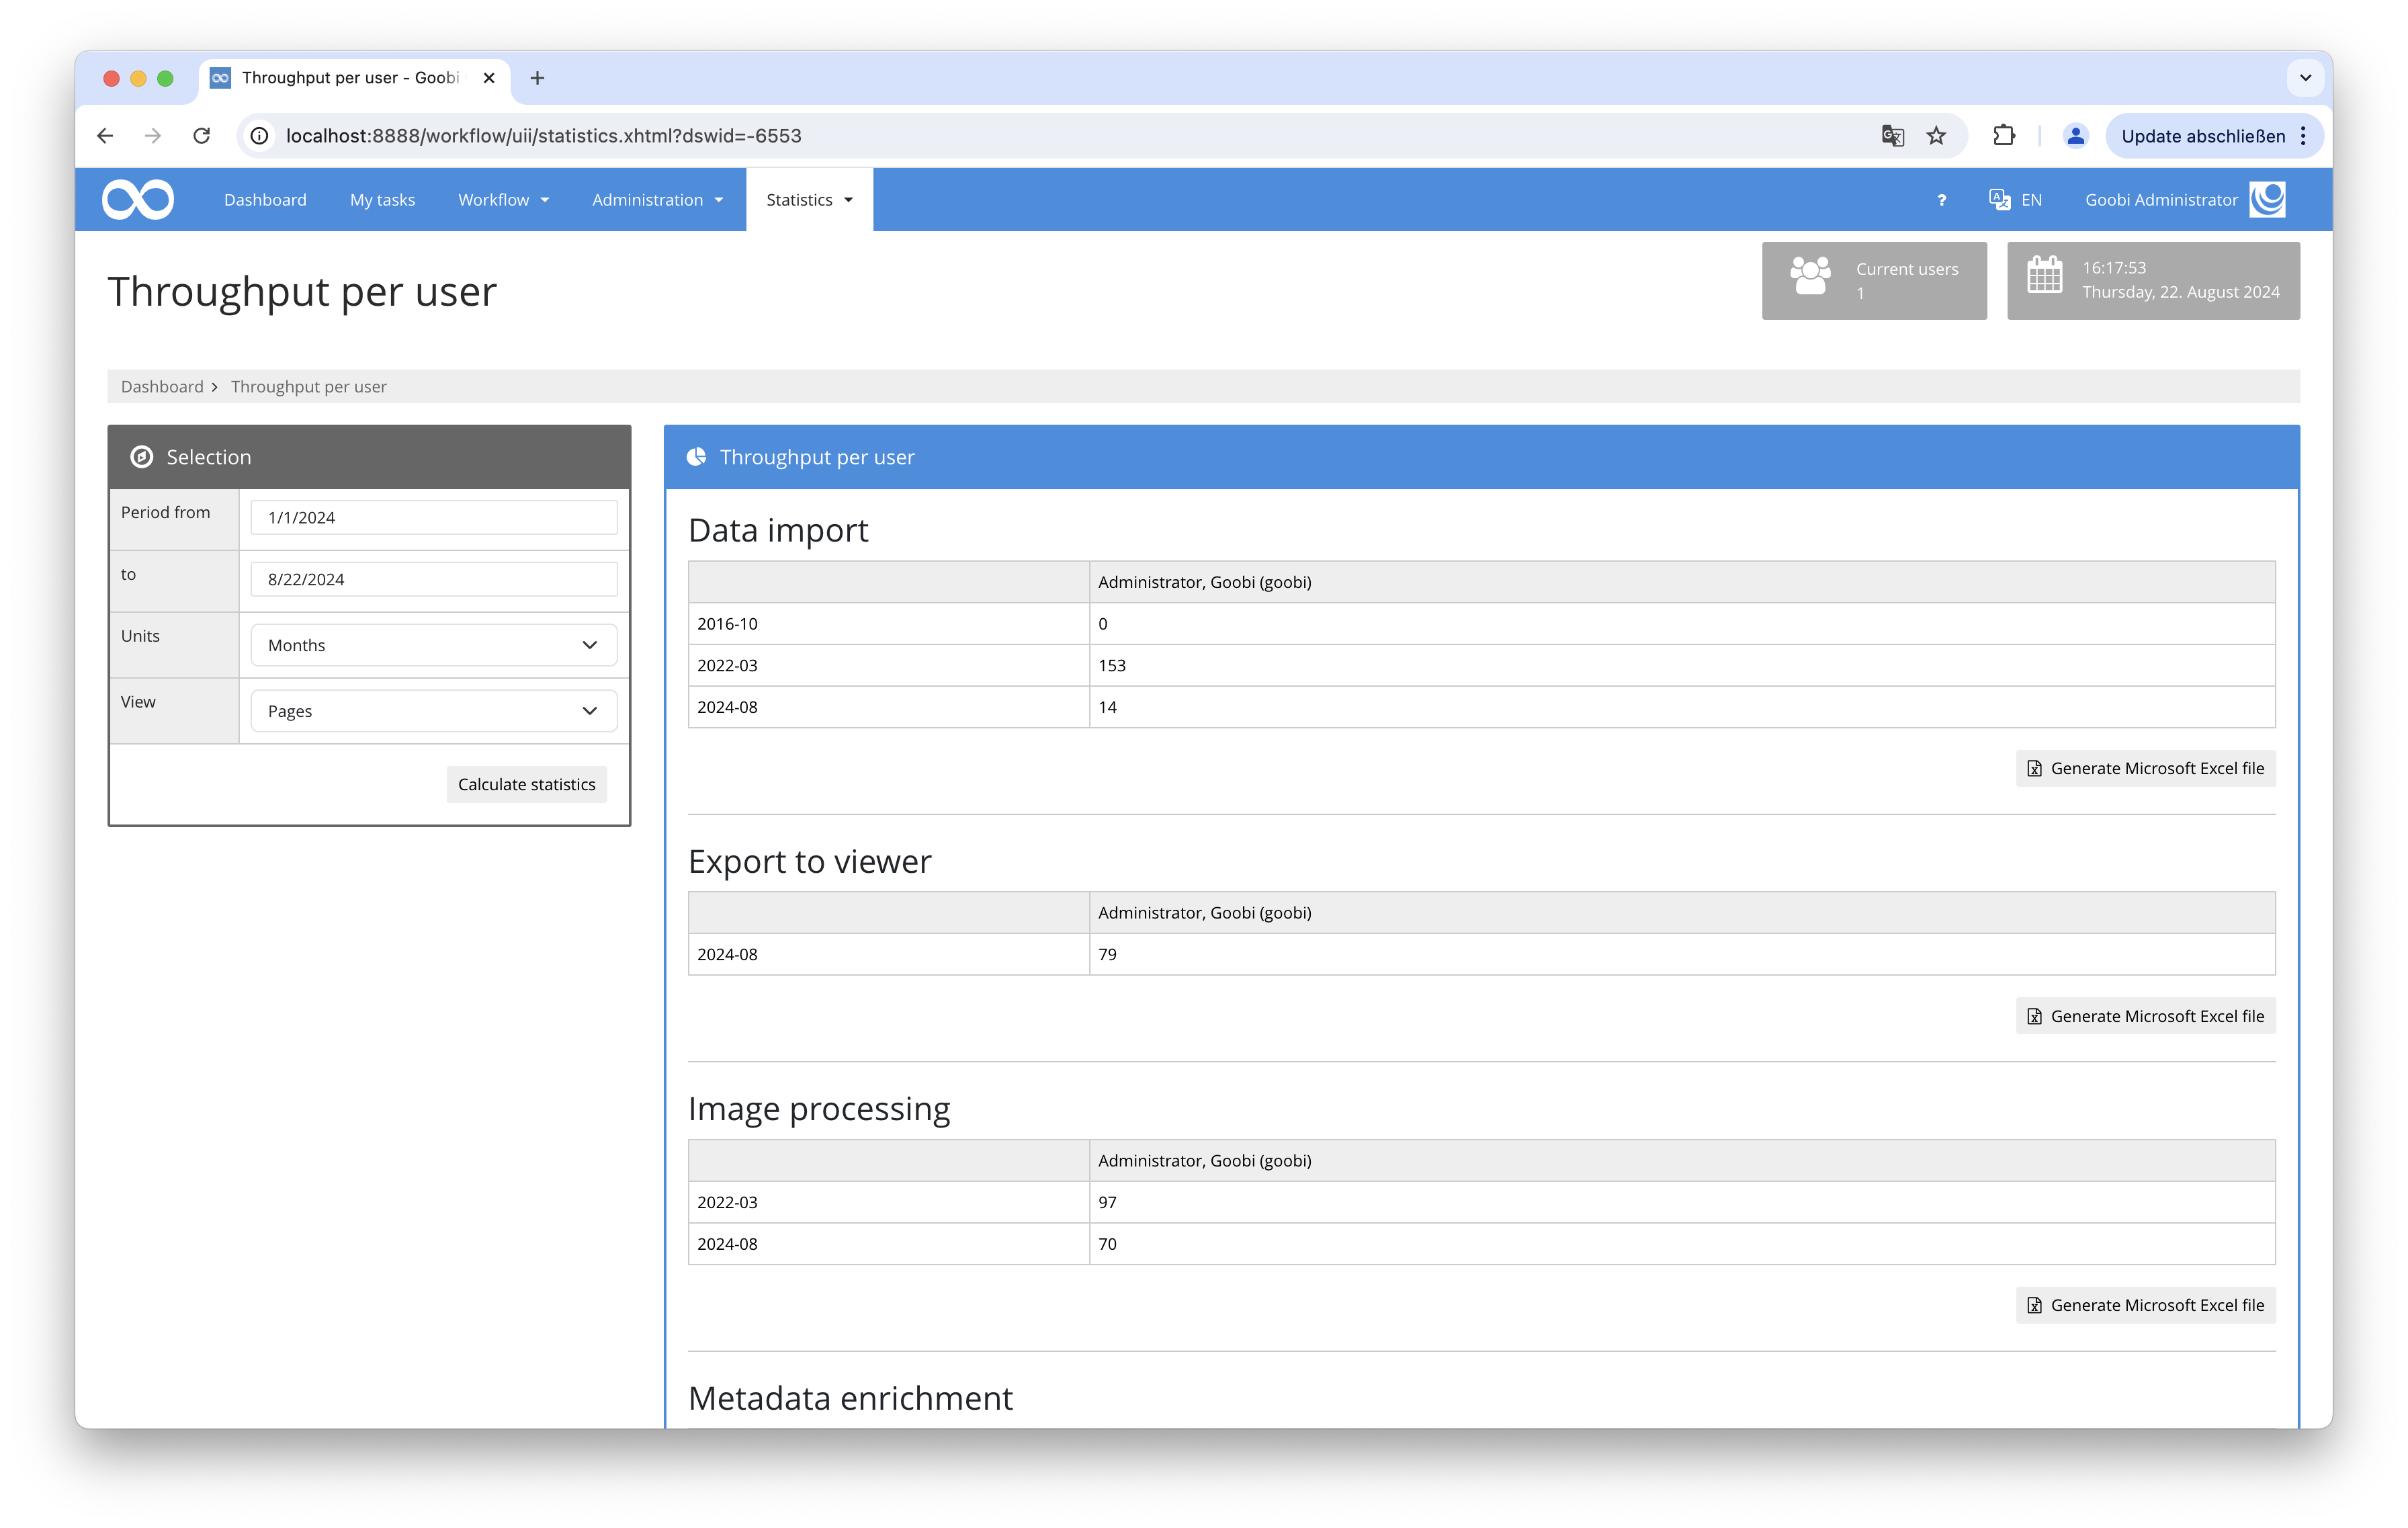 Throughput per user - Goobi
localhost:8888/workflow/uii/statistics.xhtml?dswid=-6553
Update abschließen
Dashboard
My tasks
Workflow
Administration
Statistics
?
EN
Goobi Administrator
Throughput per user
Current users
1
16:17:53
Thursday, 22. August 2024
Dashboard > Throughput per user
Selection
Period from
1/1/2024
to
8/22/2024
Units
Months
View
Pages
Calculate statistics
Throughput per user
Data import
Administrator, Goobi (goobi)
2016-10 0
2022-03 153
2024-08 14
Generate Microsoft Excel file
Export to viewer
Administrator, Goobi (goobi)
2024-08 79
Generate Microsoft Excel file
Image processing
Administrator, Goobi (goobi)
2022-03 97
2024-08 70
Generate Microsoft Excel file
Metadata enrichment